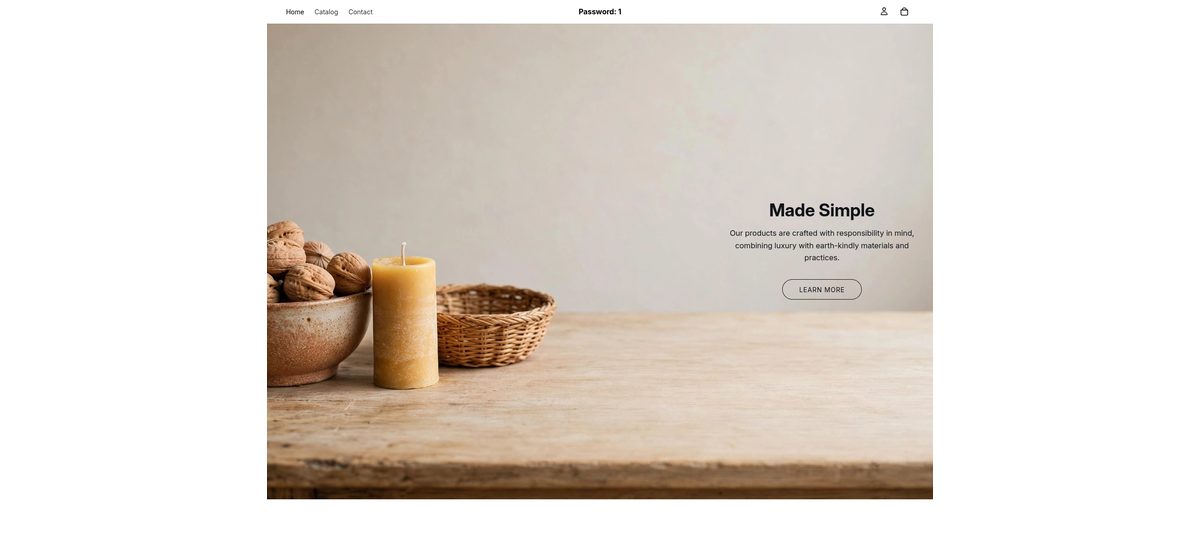 Home Catalog Contact
Password: 1
Made Simple
Our products are crafted with responsibility in mind,
combining luxury with earth-kindly materials and
practices.
LEARN MORE